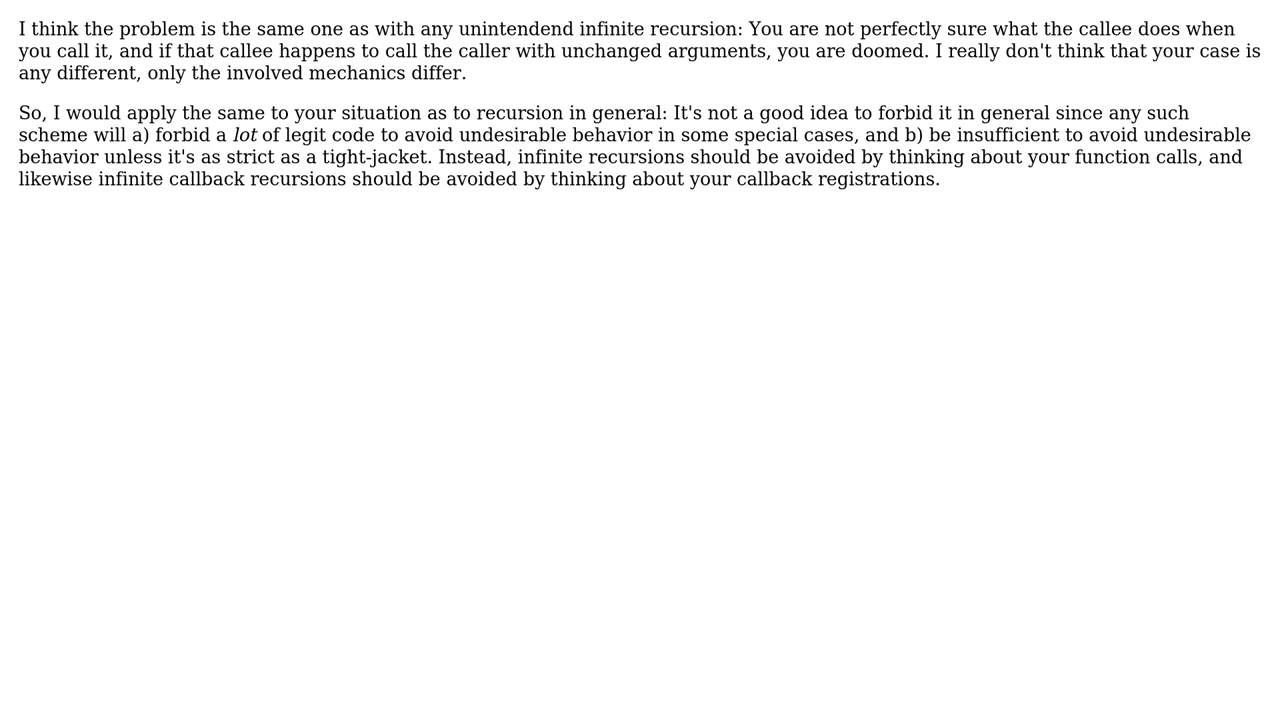 I think the problem is the same one as with any unintendend infinite recursion: You are not perfectly sure what the callee does when
you call it, and if that callee happens to call the caller with unchanged arguments, you are doomed. I really don't think that your case is
any different, only the involved mechanics differ.
So, I would apply the same to your situation as to recursion in general: It's not a good idea to forbid it in general since any such
scheme will a) forbid a lot of legit code to avoid undesirable behavior in some special cases, and b) be insufficient to avoid undesirable
behavior unless it's as strict as a tight-jacket. Instead, infinite recursions should be avoided by thinking about your function calls, and
likewise infinite callback recursions should be avoided by thinking about your callback registrations.